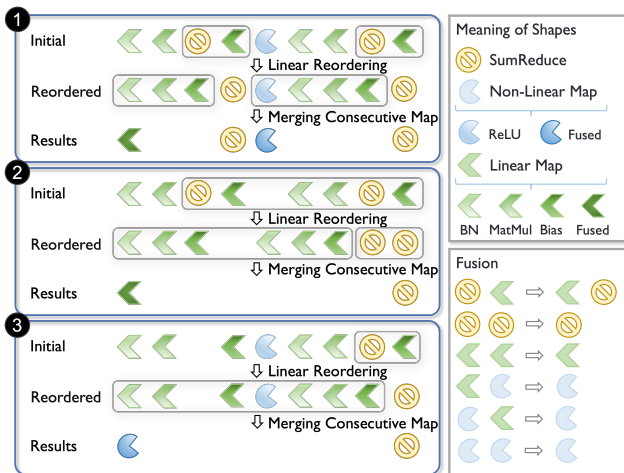 1
Initial
Linear Reordering
Reordered
Merging Consecutive Map
Results
2
Initial
Linear Reordering
Reordered
Merging Consecutive Map
Results
3
Initial
Linear Reordering
Reordered
Merging Consecutive Map
Results
Meaning of Shapes
SumReduce
Non-Linear Map
ReLU Fused
Linear Map
BN MatMul Bias Fused
Fusion